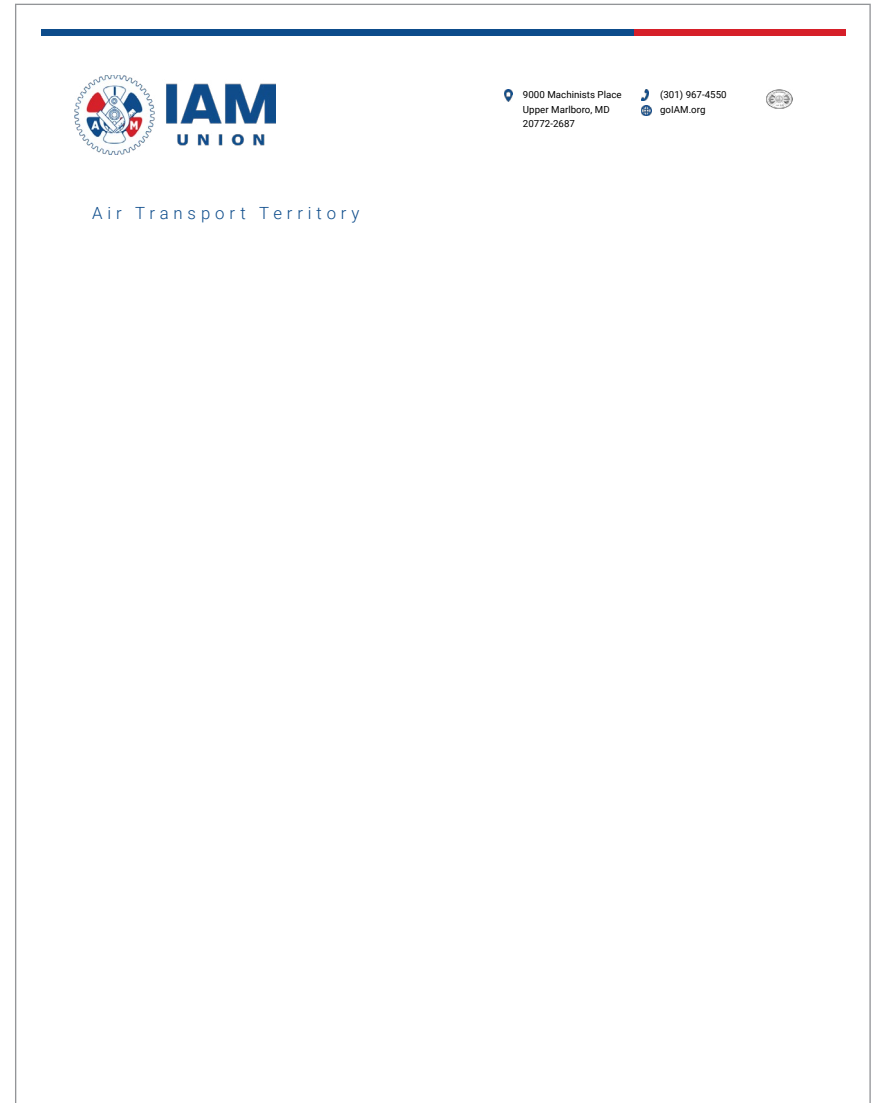 IAM
UNION
A M
9000 Machinists Place
Upper Marlboro, MD
20772-2687
(301) 967-4550
goIAM.org
Air Transport Territory